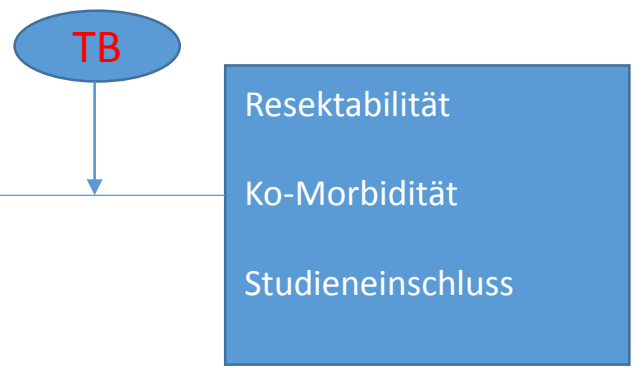 TB
Resektabilität
Ko-Morbidität
Studieneinschluss